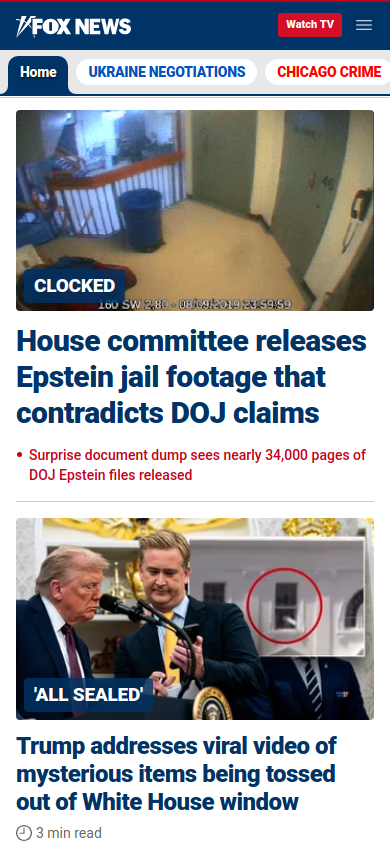 FOX NEWS
Watch TV
Home
UKRAINE NEGOTIATIONS
CHICAGO CRIME
46
CLOCKED
160 SW 2.80 - 08/09/2019 23:59:59
House committee releases
Epstein jail footage that
contradicts DOJ claims
• Surprise document dump sees nearly 34,000 pages of
DOJ Epstein files released
'ALL SEALED'
Trump addresses viral video of
mysterious items being tossed
out of White House window
3 min read